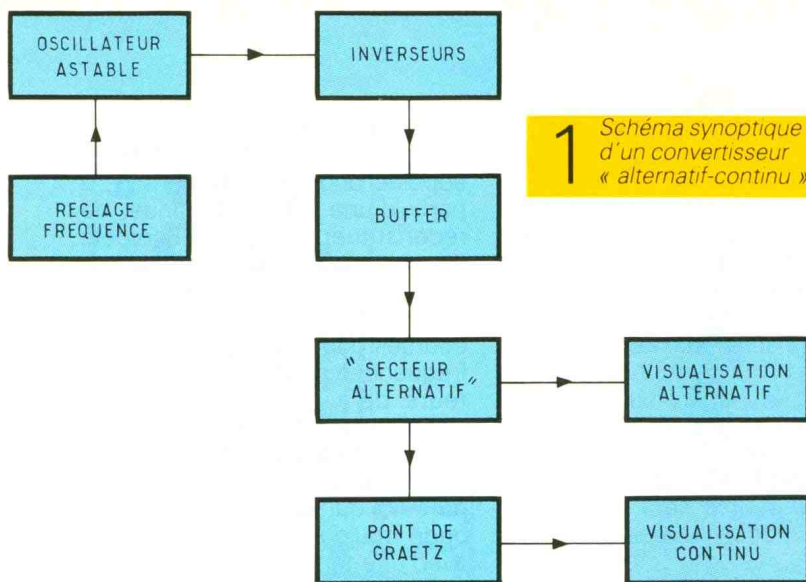 OSCILLATEUR
ASTABLE
INVERSEURS
1
Schéma synoptique
d'un convertisseur
« alternatif-continu »
REGLAGE
FREQUENCE
BUFFER
"SECTEUR
ALTERNATIF"
VISUALISATION
ALTERNATIF
PONT DE
GRAETZ
VISUALISATION
CONTINU